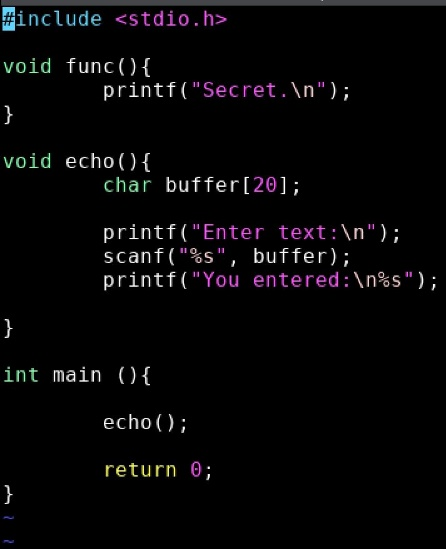 #include <stdio.h>
void func(){
printf("Secret.\n");
}
void echo(){
char buffer[20];
printf("Enter text:\n");
scanf("%s", buffer);
printf("You entered:\n%s");
}
int main (){
echo();
return 0;
}
~
~